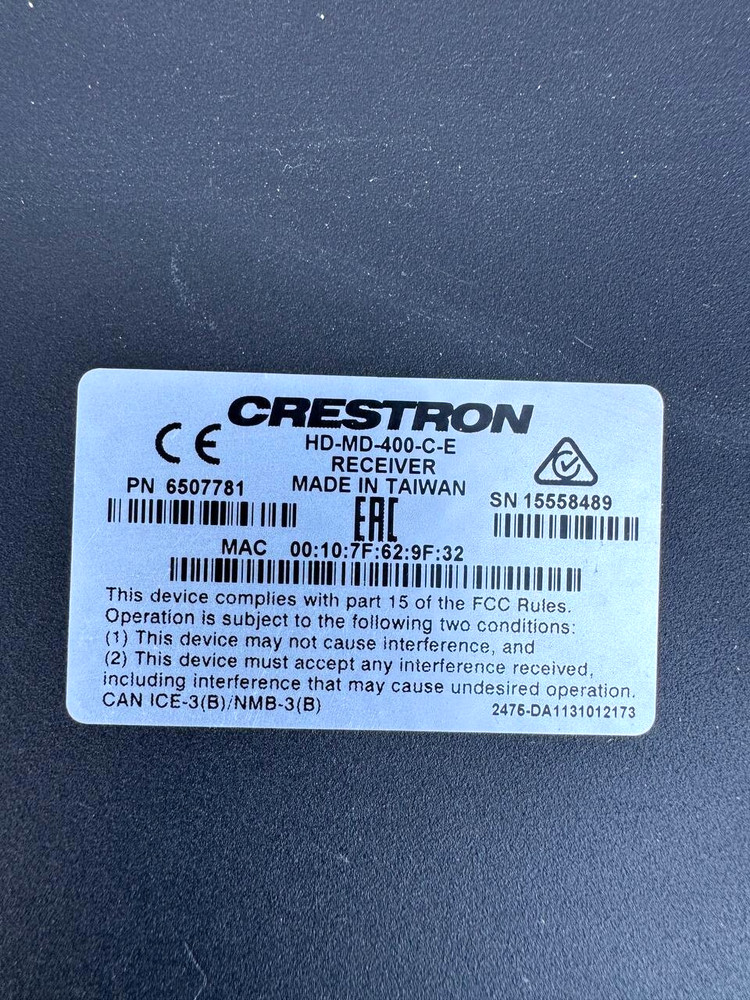 CRESTRON
CE
HD-MD-400-C-E
RECEIVER
MADE IN TAIWAN
PN 6507781
SN 15558489
EAC
MAC 00:10:7F:62:9F:32
This device complies with part 15 of the FCC Rules.
Operation is subject to the following two conditions:
(1) This device may not cause interference, and
(2) This device must accept any interference received,
including interference that may cause undesired operation.
CAN ICE-3(B)/NMB-3(B)
2475-DA1131012173